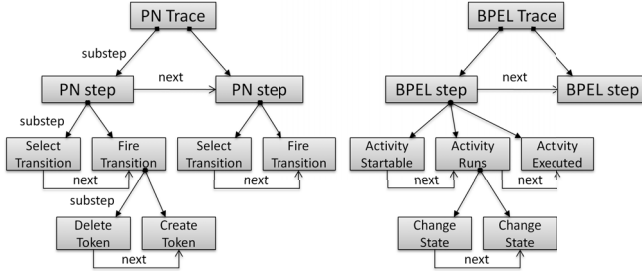 PN Trace
BPEL Trace
substep
next
next
PN step
PN step
BPEL step
BPEL step
substep
Select
Transition
Fire
Transition
Select
Transition
Fire
Transition
Activity
Startable
Activity
Runs
Actvity
Executed
next
next
next
next
substep
Delete
Token
Create
Token
Change
State
Change
State
next
next